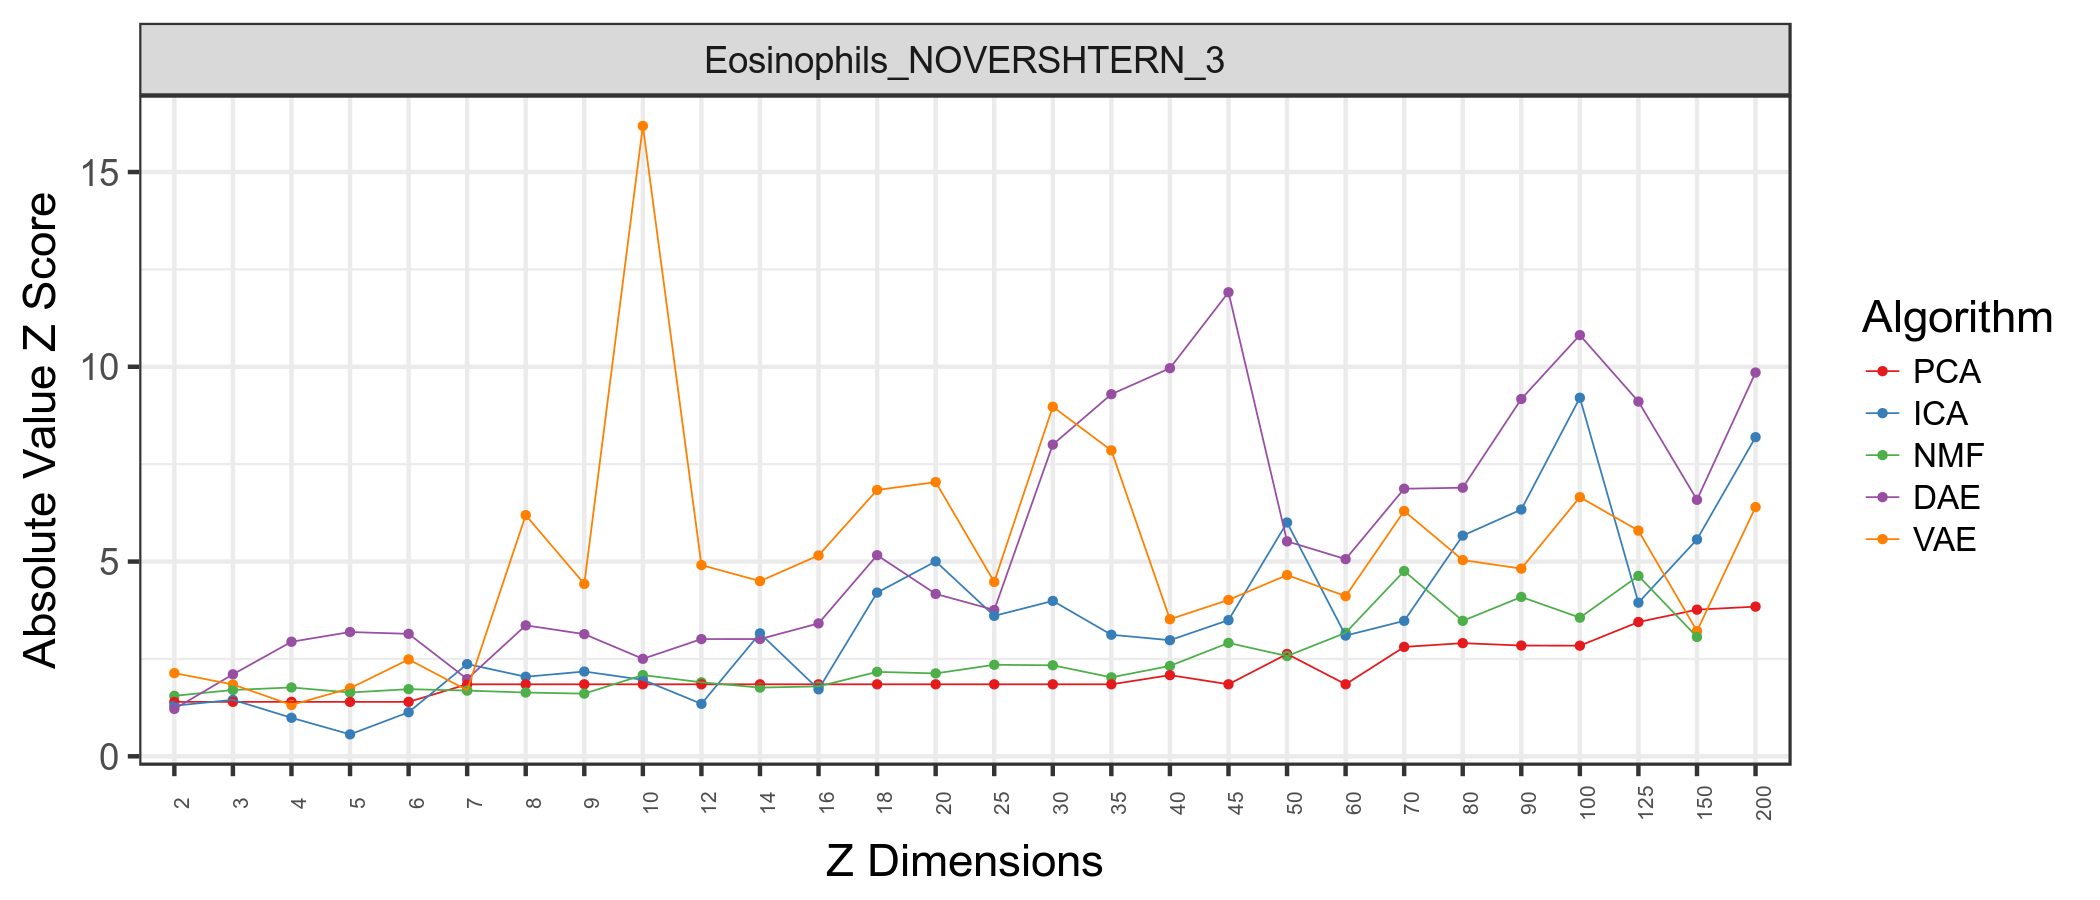 Eosinophils_NOVERSHTERN_3
Absolute Value Z Score
15
10
5
0
2 3 4 5 6 7 8 9 10 12 14 16 18 20 25 30 35 40 45 50 60 70 80 90 100 125 150 200
Z Dimensions
Algorithm
PCA
ICA
NMF
DAE
VAE